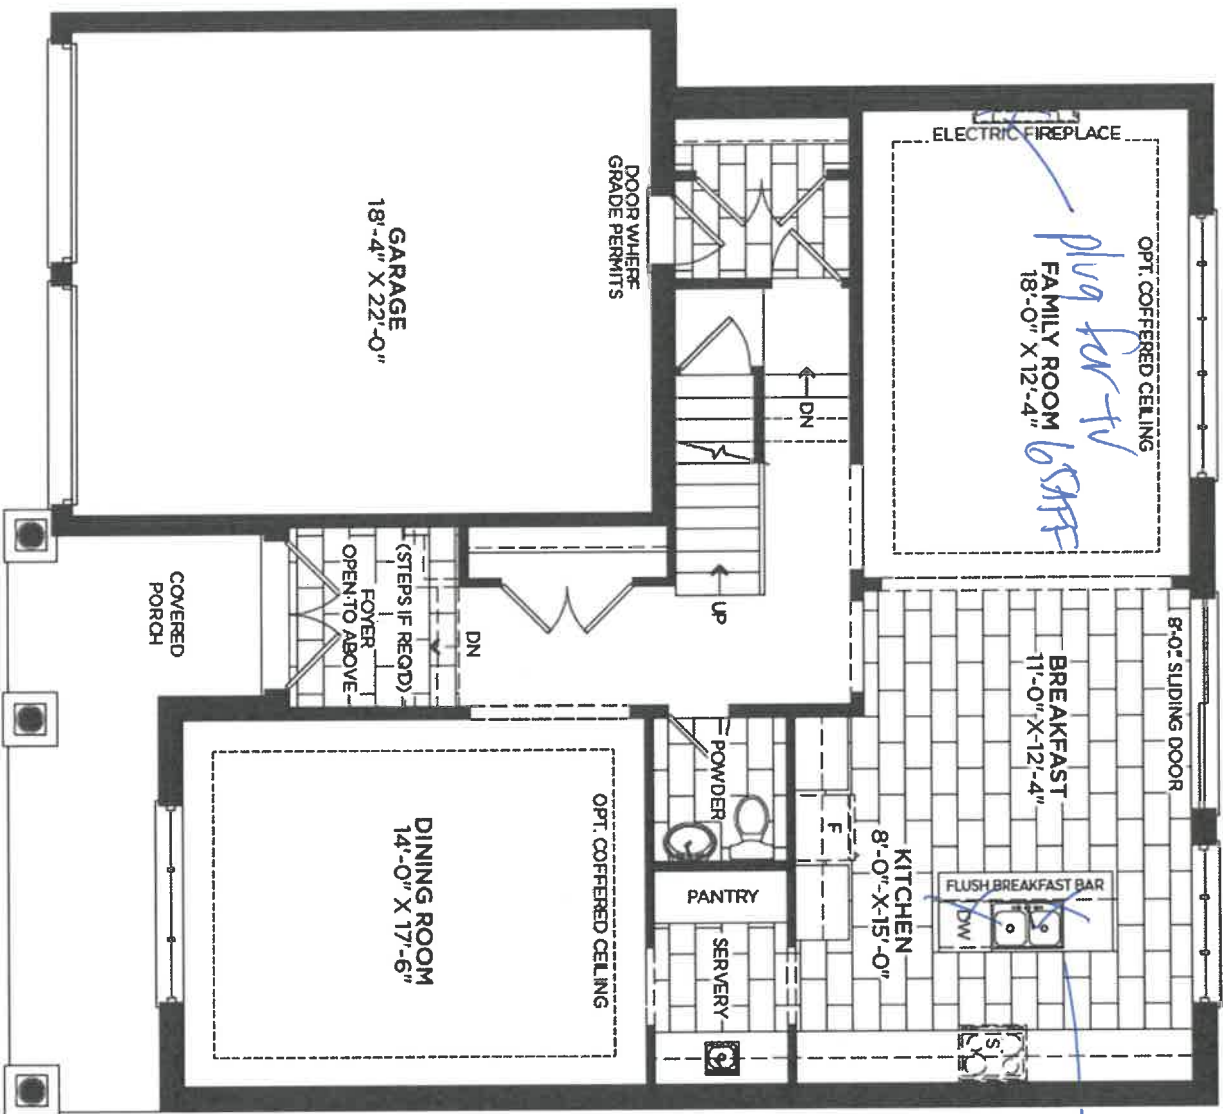 ELECTRIC FIREPLACE
OPT. COFFERED CEILING
FAMILY ROOM
18'-0" X 12'-4"
plug for tv
65AFF
8'-0" SLIDING DOOR
BREAKFAST
11'-0"-X-12'-4"
FLUSH BREAKFAST BAR
DW
KITCHEN
8'-0"-X-15'-0"
F
S.
DOOR WHERE
GRADE PERMITS
GARAGE
18'-4" X 22'-0"
DN
UP
DN
(STEPS IF REQ'D)
FOYER
OPEN TO ABOVE
COVERED
PORCH
POWDER
PANTRY
SERVERY
OPT. COFFERED CEILING
DINING ROOM
14'-0" X 17'-6"